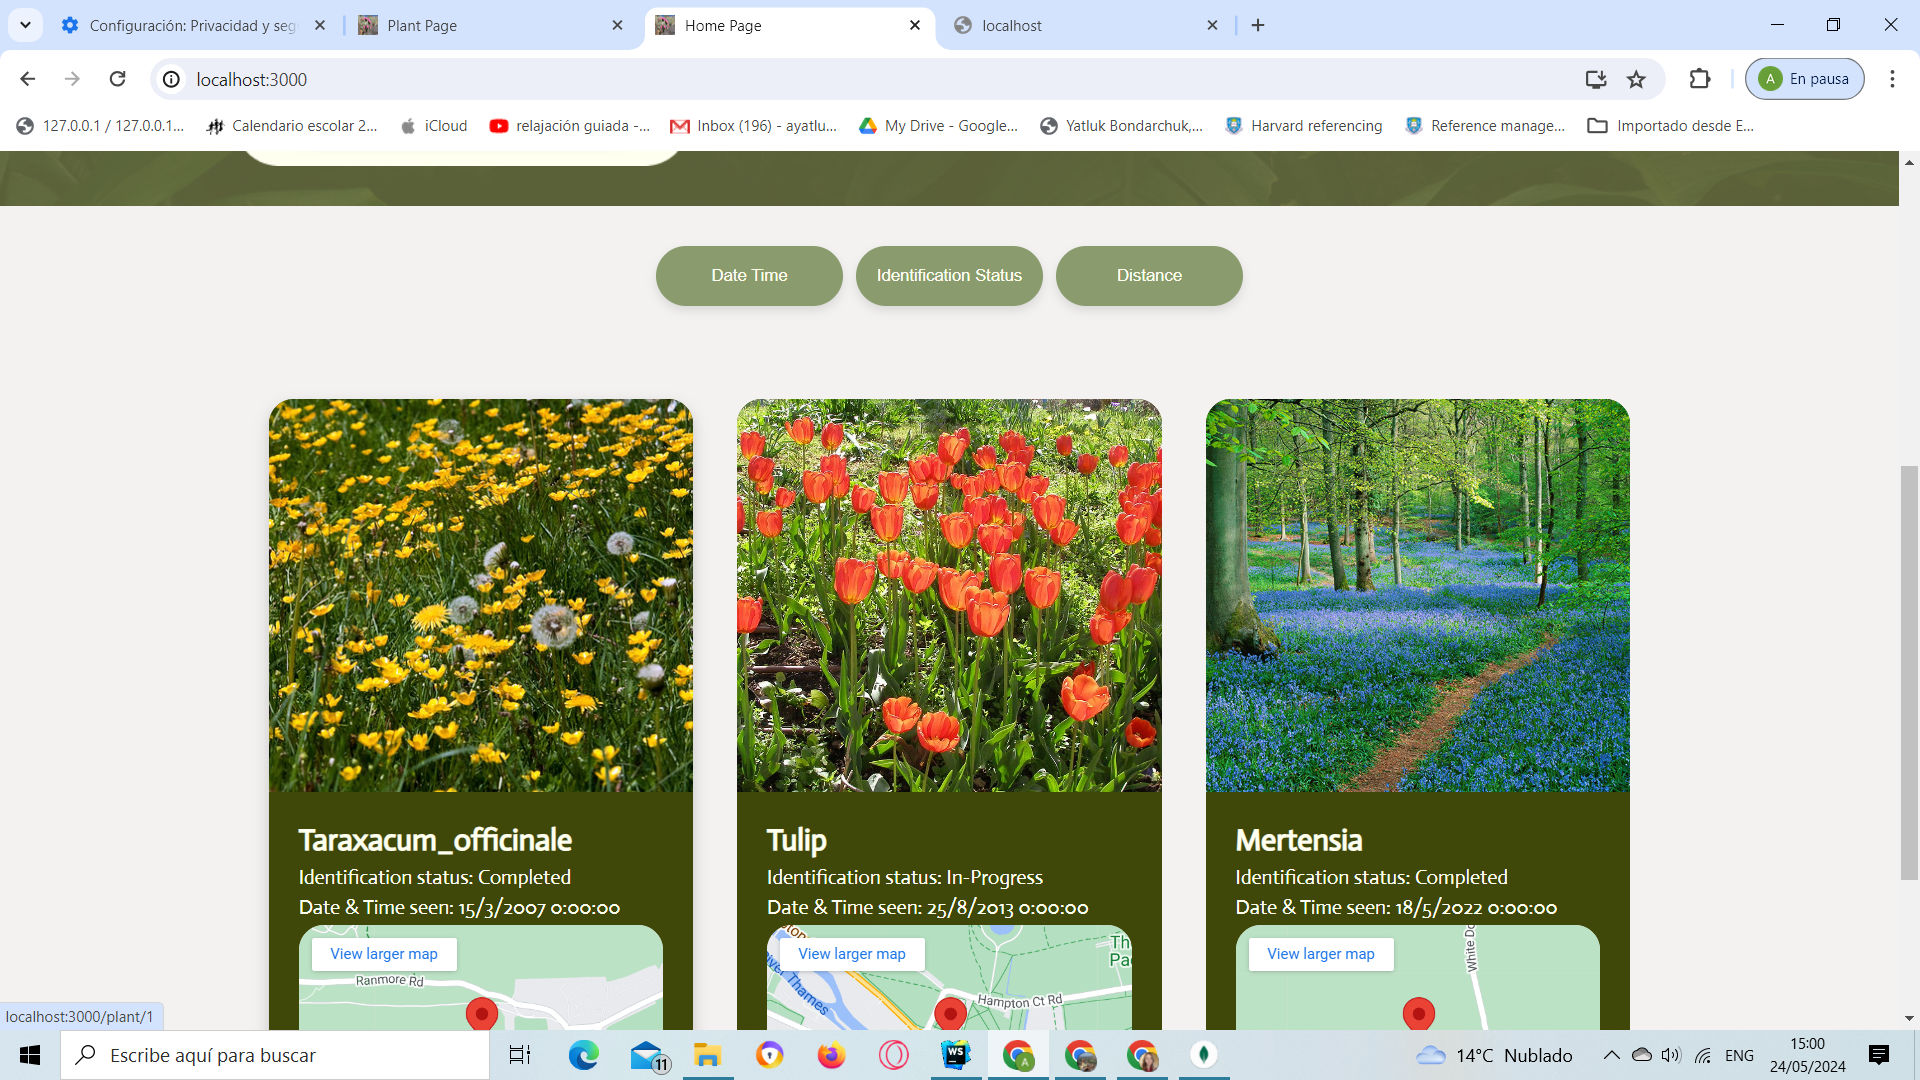 Configuración: Privacidad y seg
Plant Page
Home Page
localhost
localhost:3000
A
En pausa
127.0.0.1 / 127.0.0.1...
Calendario escolar 2...
iCloud
relajación guiada -...
Inbox (196) - ayatlu...
My Drive - Google...
Yatluk Bondarchuk,...
Harvard referencing
Reference manage...
Importado desde E...
Date Time
Identification Status
Distance
Taraxacum_officinale
Identification status: Completed
Date & Time seen: 15/3/2007 0:00:00
View larger map
Ranmore Rd
Tulip
Identification status: In-Progress
Date & Time seen: 25/8/2013 0:00:00
View larger map
Thames
Hampton Ct Rd
Mertensia
Identification status: Completed
Date & Time seen: 18/5/2022 0:00:00
View larger map
localhost:3000/plant/1
Escribe aquí para buscar
11
WS
A
14°C Nublado
ENG
15:00
24/05/2024